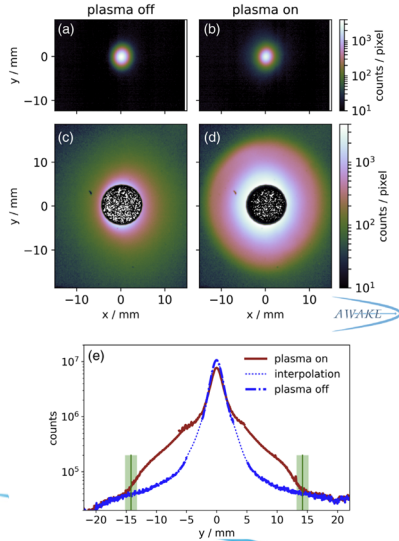 plasma off
plasma on
(a)
(b)
y / mm
0
−10
counts / pixel
10³
10²
10¹
(c)
(d)
y / mm
10
0
−10
−10
0
10
x / mm
−10
0
10
x / mm
counts / pixel
10³
10²
10¹
AWAKE
(e)
plasma on
interpolation
plasma off
counts
10⁷
10⁶
10⁵
−20
−15
−10
−5
0
5
10
15
20
y / mm